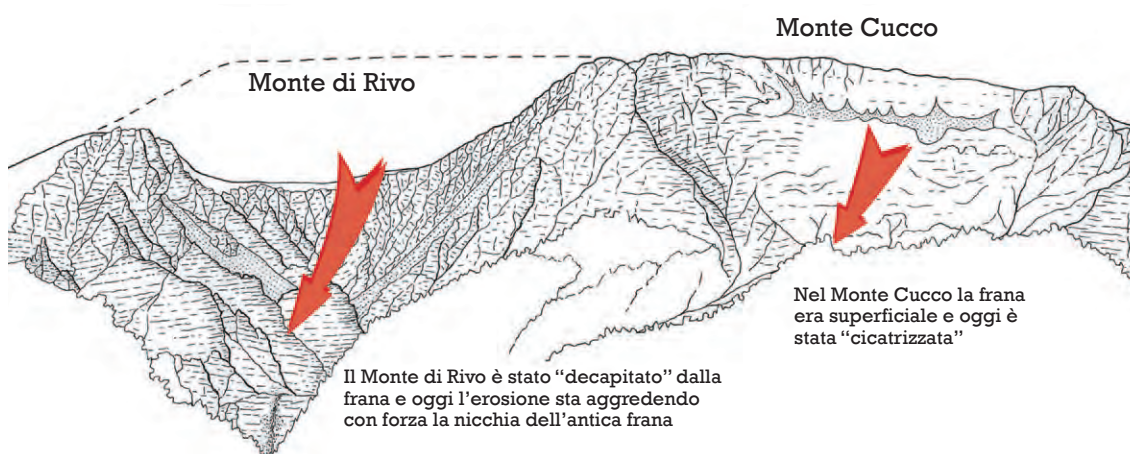 Monte Cucco
Monte di Rivo
Nel Monte Cucco la frana
era superficiale e oggi è
stata “cicatrizzata”
Il Monte di Rivo è stato “decapitato” dalla
frana e oggi l’erosione sta aggredendo
con forza la nicchia dell’antica frana